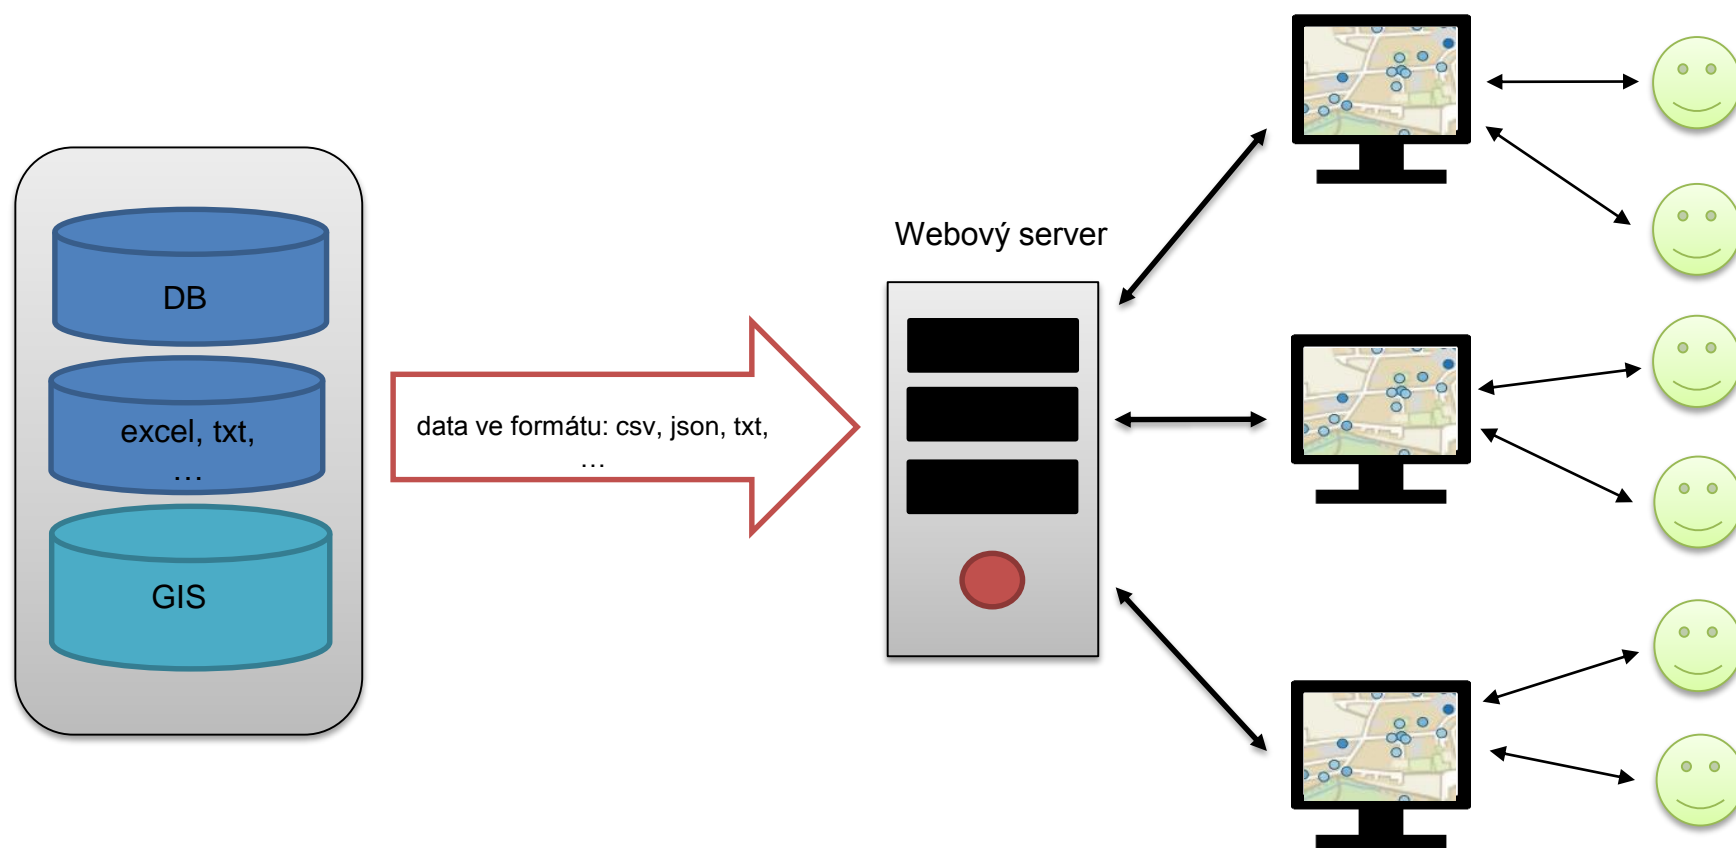 DB
excel, txt,
...
GIS
data ve formátu: csv, json, txt,
...
Webový server